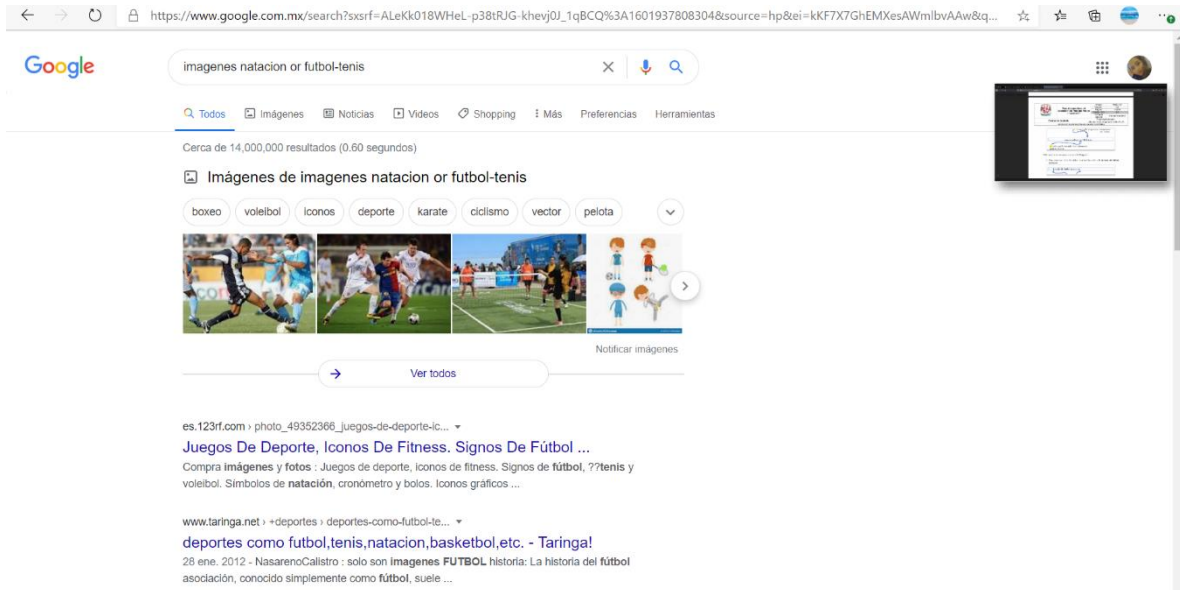 https://www.google.com.mx/search?sxsrf=ALeKk018WHeL-p38tRJG-khevj0J_1qBCQ%3A1601937808304&source=hp&ei=kKF7X7GhEMXesAWmlbvAAw&q...
Google
imagenes natacion or futbol-tenis
Todos Imágenes Noticias Videos Shopping Más Preferencias Herramientas
Cerca de 14,000,000 resultados (0.60 segundos)
Imágenes de imagenes natacion or futbol-tenis
boxeo voleibol iconos deporte karate ciclismo vector pelota
Notificar imágenes
Ver todos
es.123rf.com › photo_49352366_juegos-de-deporte-ic...
Juegos De Deporte, Iconos De Fitness. Signos De Fútbol ...
Compra imágenes y fotos : Juegos de deporte, iconos de fitness. Signos de fútbol, ??tenis y
voleibol. Símbolos de natación, cronómetro y bolos. Iconos gráficos ...
www.taringa.net › +deportes › deportes-como-futbol-te...
deportes como futbol,tenis,natacion,basketbol,etc. - Taringa!
28 ene. 2012 - NasarenoCalistro : solo son imagenes FUTBOL historia: La historia del fútbol
asociación, conocido simplemente como fútbol, suele ...